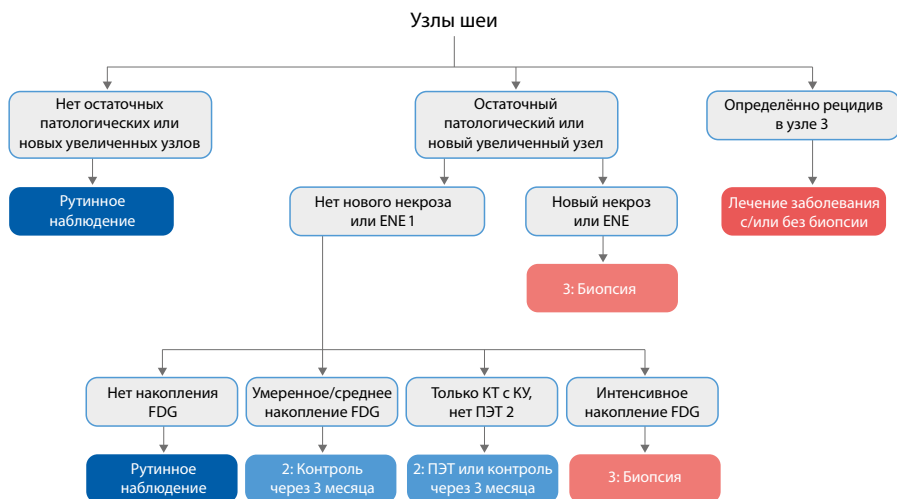 Узлы шеи
Нет остаточных
патологических или
новых увеличенных узлов
Остаточный
патологический или
новый увеличенный узел
Определённо рецидив
в узле 3
Рутинное
наблюдение
Нет нового некроза
или ENE 1
Новый некроз
или ENE
Лечение заболевания
с/или без биопсии
3: Биопсия
Нет накопления
FDG
Умеренное/среднее
накопление FDG
Только КТ с КУ,
нет ПЭТ 2
Интенсивное
накопление FDG
Рутинное
наблюдение
2: Контроль
через 3 месяца
2: ПЭТ или контроль
через 3 месяца
3: Биопсия